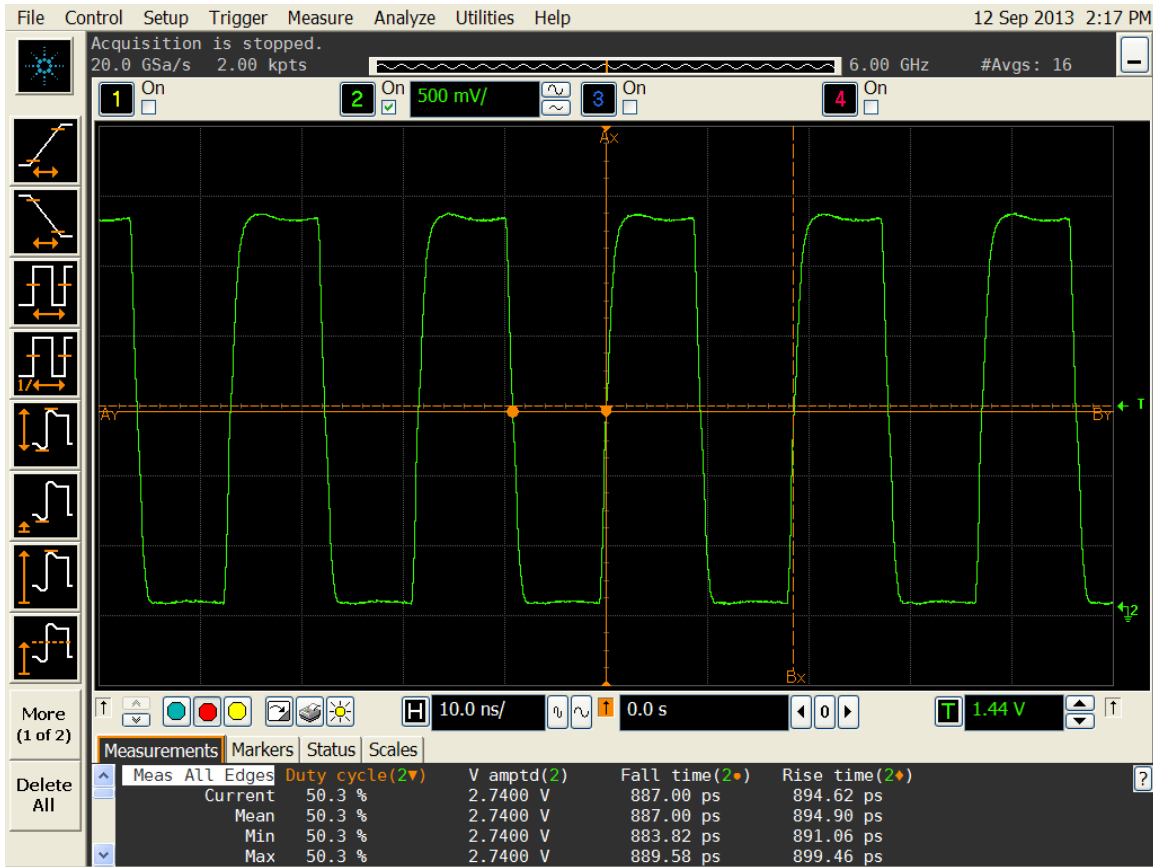 File Control Setup Trigger Measure Analyze Utilities Help 12 Sep 2013 2:17 PM
Acquisition is stopped.
20.0 GSa/s 2.00 kpts 6.00 GHz #Avgs: 16
1 On 2 On 500 mV/ 3 On 4 On
Ax
T
AY BY
2
Bx
1/
More
(1 of 2)
Delete
All
H 10.0 ns/ 0.0 s 0 T 1.44 V
Measurements Markers Status Scales
Meas All Edges Duty cycle(2▼) V amptd(2) Fall time(2●) Rise time(2♦) ?
Current 50.3 % 2.7400 V 887.00 ps 894.62 ps
Mean 50.3 % 2.7400 V 887.00 ps 894.90 ps
Min 50.3 % 2.7400 V 883.82 ps 891.06 ps
Max 50.3 % 2.7400 V 889.58 ps 899.46 ps